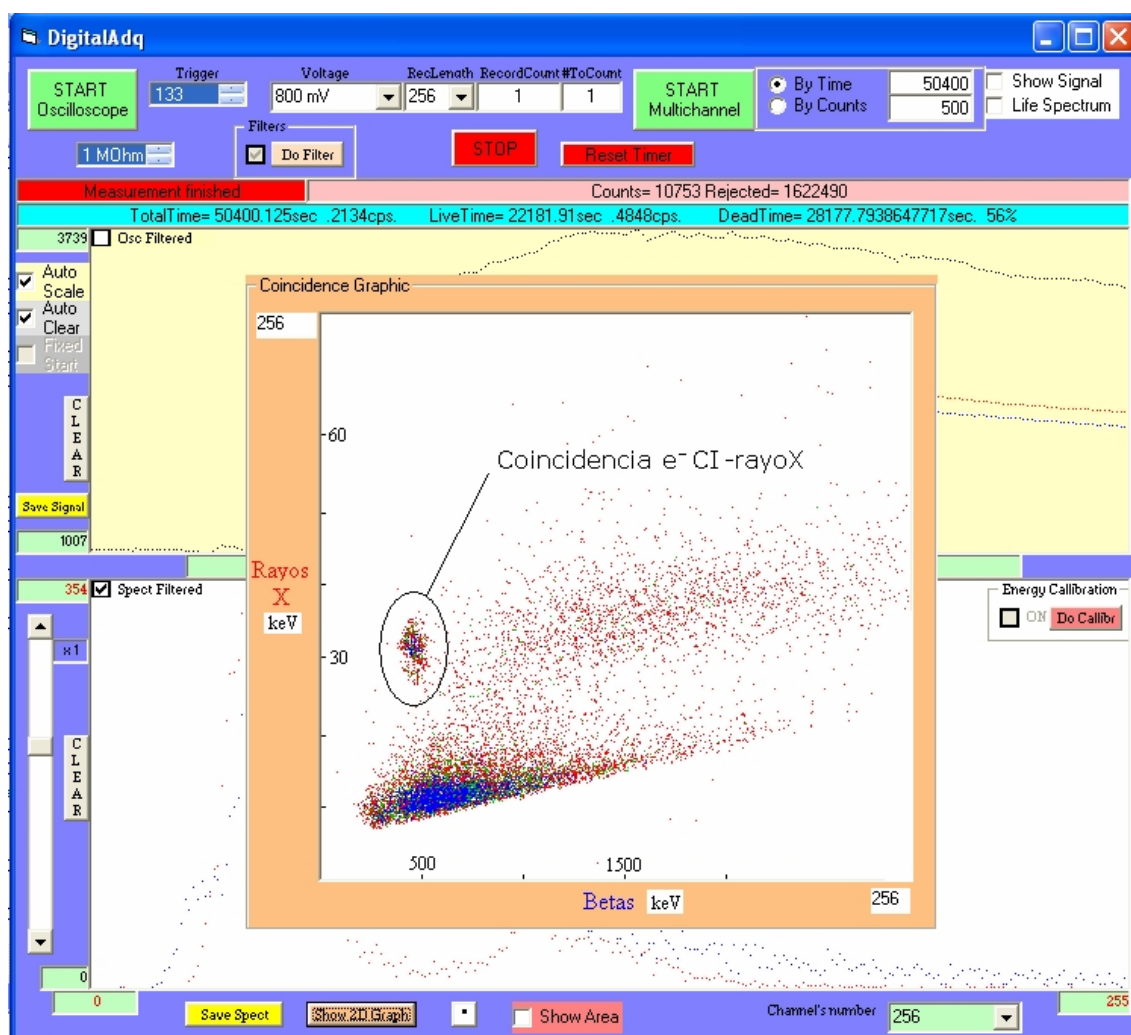 DigitalAdq
START Oscilloscope
Trigger
133
Voltage
800 mV
RecLength
256
RecordCount
1
#ToCount
1
START Multichannel
By Time
50400
By Counts
500
Show Signal
Life Spectrum
1 MOhm
Filters
Do Filter
STOP
Reset Timer
Measurement finished
Counts= 10753 Rejected= 1622490
TotalTime= 50400.125sec .2134cps. LiveTime= 22181.91sec .4848cps. DeadTime= 28177.7938647717sec. 56%
3739
Osc Filtered
Auto Scale
Auto Clear
Fixed Start
CLEAR
Save Signal
1007
Coincidence Graphic
256
60
Coincidencia e⁻ CI-rayoX
Rayos
X
keV
30
500
1500
Betas keV
256
354
Spect Filtered
x1
CLEAR
Energy Callibration
ON Do Callibr
0
0
255
Save Spect
Show 2D Graph
Show Area
Channel's number
256